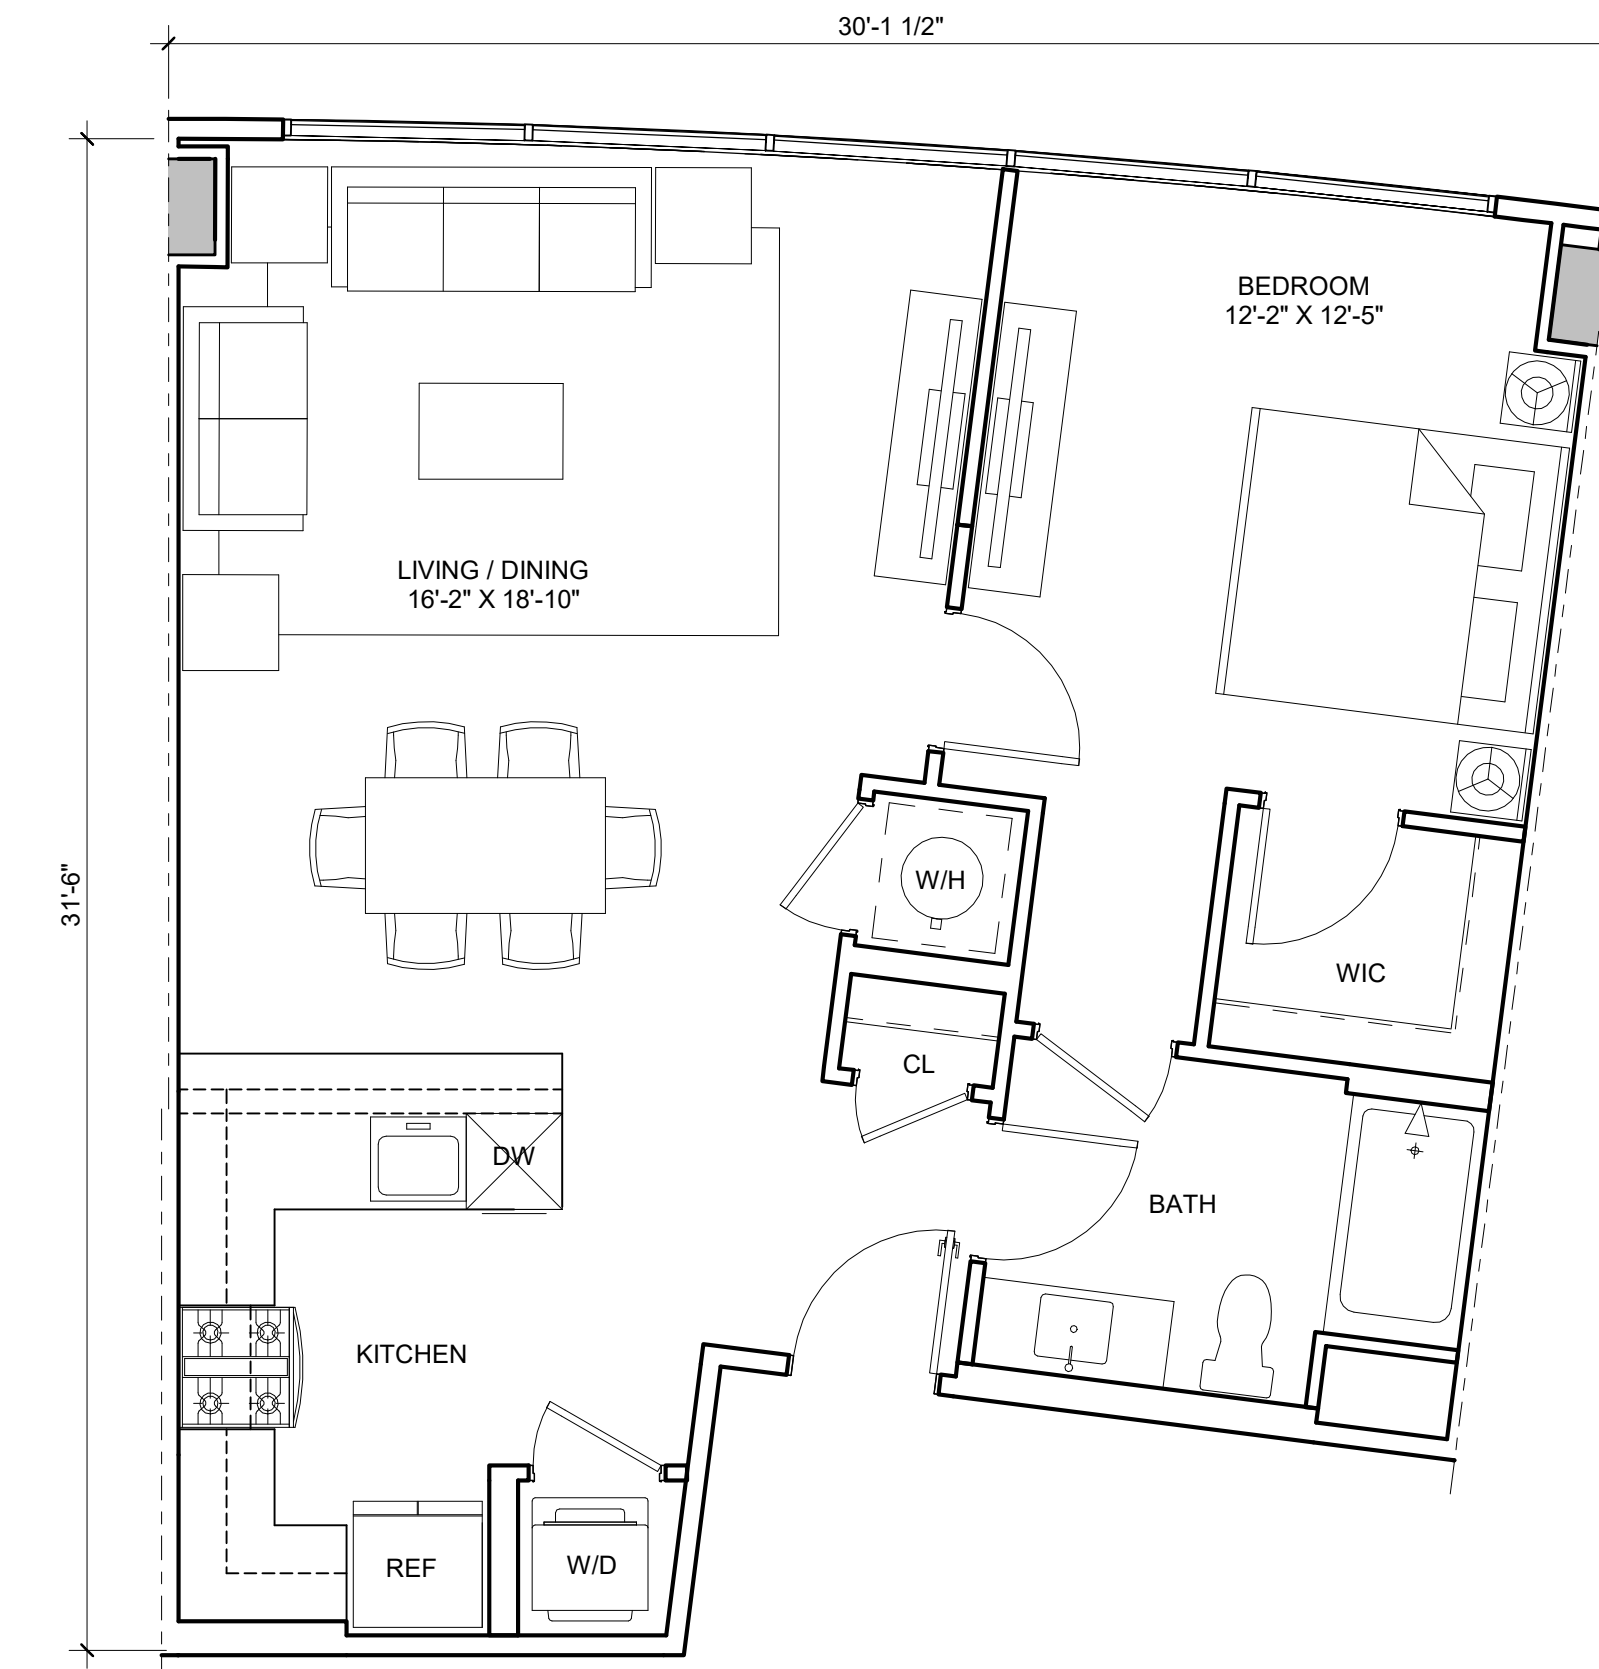 30'-1 1/2"
BEDROOM
12'-2" X 12'-5"
LIVING / DINING
16'-2" X 18'-10"
31'-6"
W/H
WIC
CL
DW
BATH
KITCHEN
REF
W/D